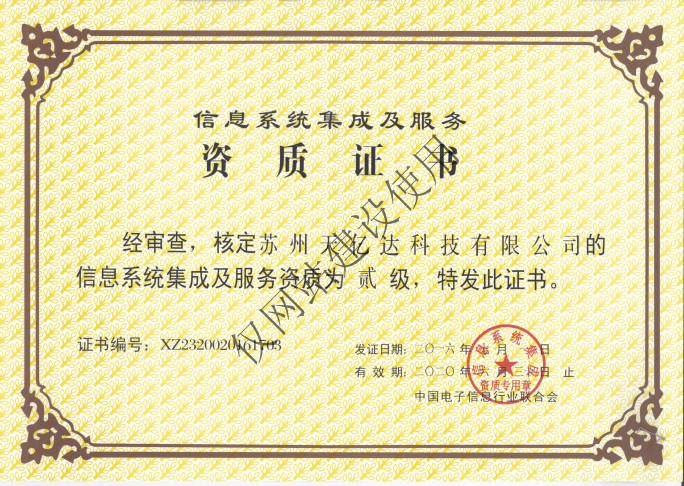 信息系统集成及服务
资质证书
经审查，核定苏州天亿达科技有限公司的
信息系统集成及服务资质为贰级，特发此证书。
证书编号：XZ2320020161703
发证日期：二〇一六年 月 日
有效期：二〇二〇年六月三十日止
中国电子信息行业联合会
信息系统集成
资质专用章
仅网站建设使用